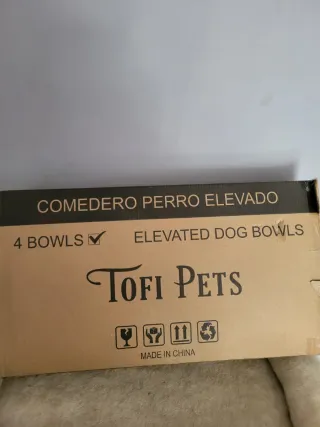 COMEDERO PERRO ELEVADO
4 BOWLS ELEVATED DOG BOWLS
TOFI PETS
MADE IN CHINA